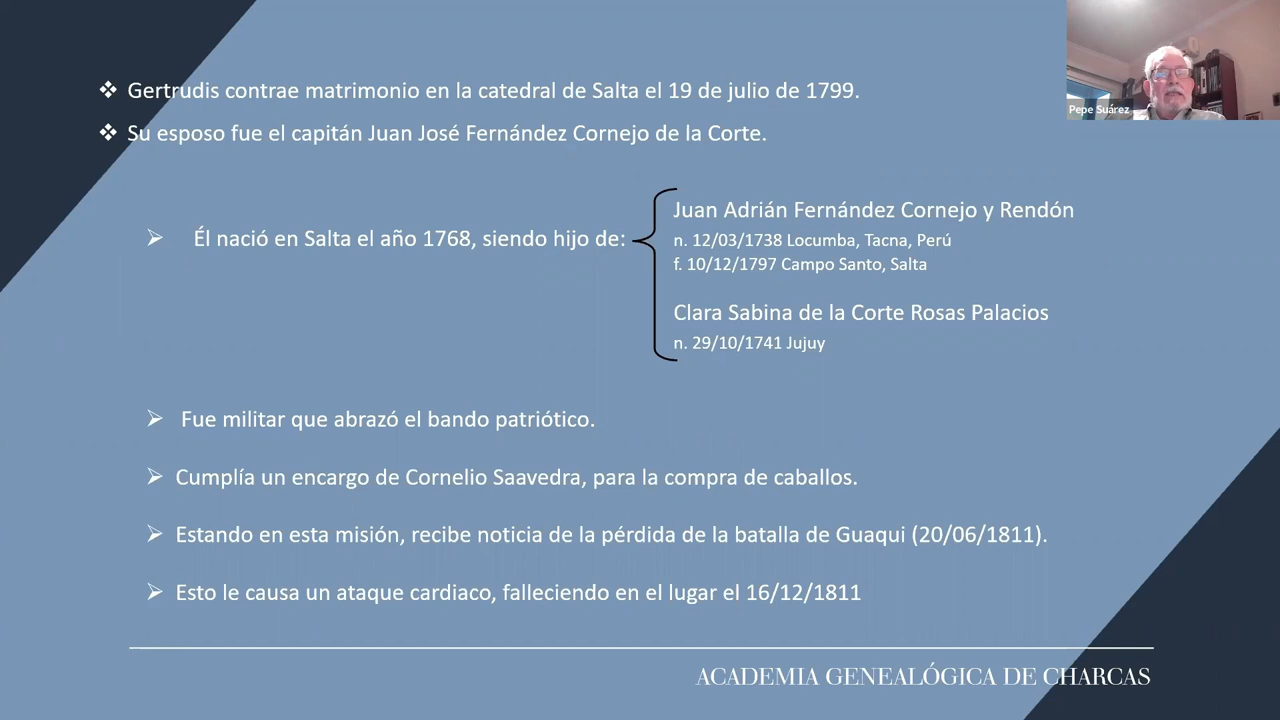 Gertrudis contrae matrimonio en la catedral de Salta el 19 de julio de 1799.
Su esposo fue el capitán Juan José Fernández Cornejo de la Corte.
Él nació en Salta el año 1768, siendo hijo de:
Juan Adrián Fernández Cornejo y Rendón
n. 12/03/1738 Locumba, Tacna, Perú
f. 10/12/1797 Campo Santo, Salta
Clara Sabina de la Corte Rosas Palacios
n. 29/10/1741 Jujuy
Fue militar que abrazó el bando patriótico.
Cumplía un encargo de Cornelio Saavedra, para la compra de caballos.
Estando en esta misión, recibe noticia de la pérdida de la batalla de Guaqui (20/06/1811).
Esto le causa un ataque cardiaco, falleciendo en el lugar el 16/12/1811
ACADEMIA GENEALÓGICA DE CHARCAS
Pepe Suárez